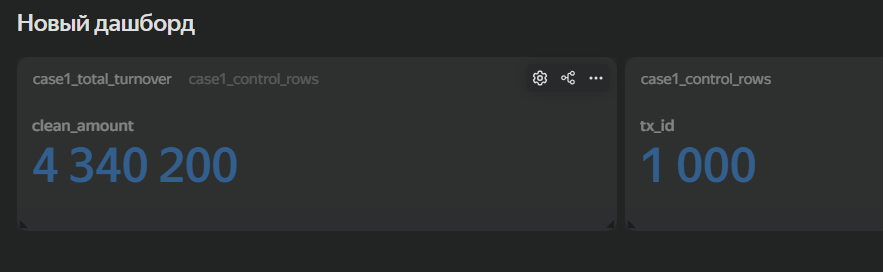 Новый дашборд
case1_total_turnover case1_control_rows
clean_amount
4 340 200
case1_control_rows
tx_id
1 000